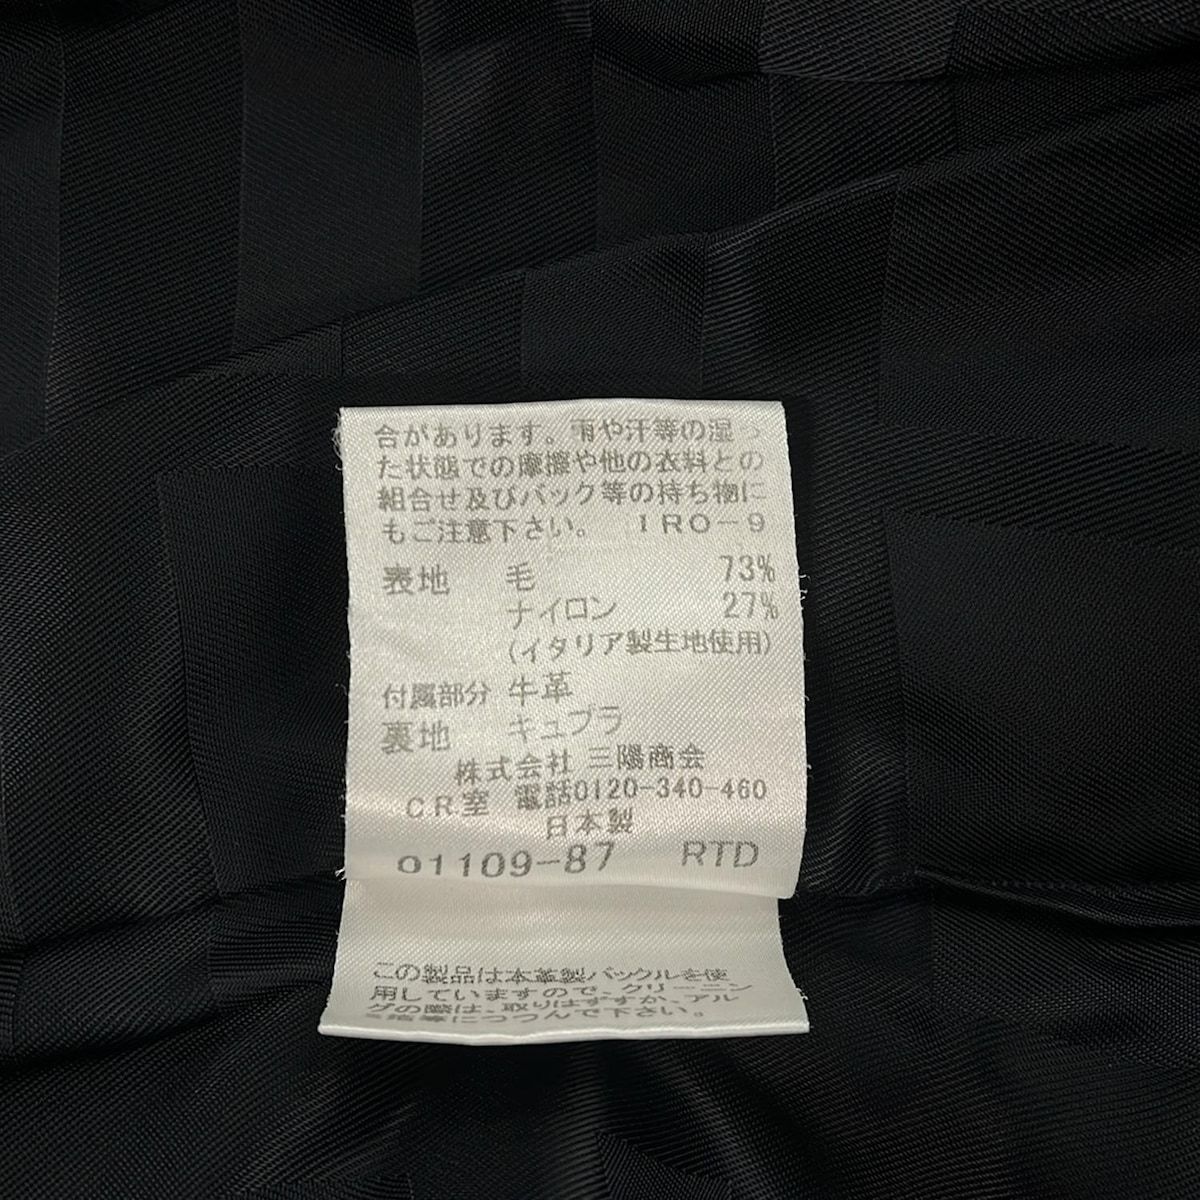 合があります。雨や汗等の湿っ
た状態での摩擦や他の衣料との
組合せ及びバック等の持ち物に
もご注意下さい。 IRO-9
表地 毛 73%
ナイロン 27%
(イタリア製生地使用)
付属部分 牛革
裏地 キュプラ
株式会社 三陽商会
CR室 電話0120-340-460
日本製
01109-87 RTD
この製品は本革製バックルを使
用していますので、クリーニン
グの際は、取りはずすか、アル
等につつんで下さい。